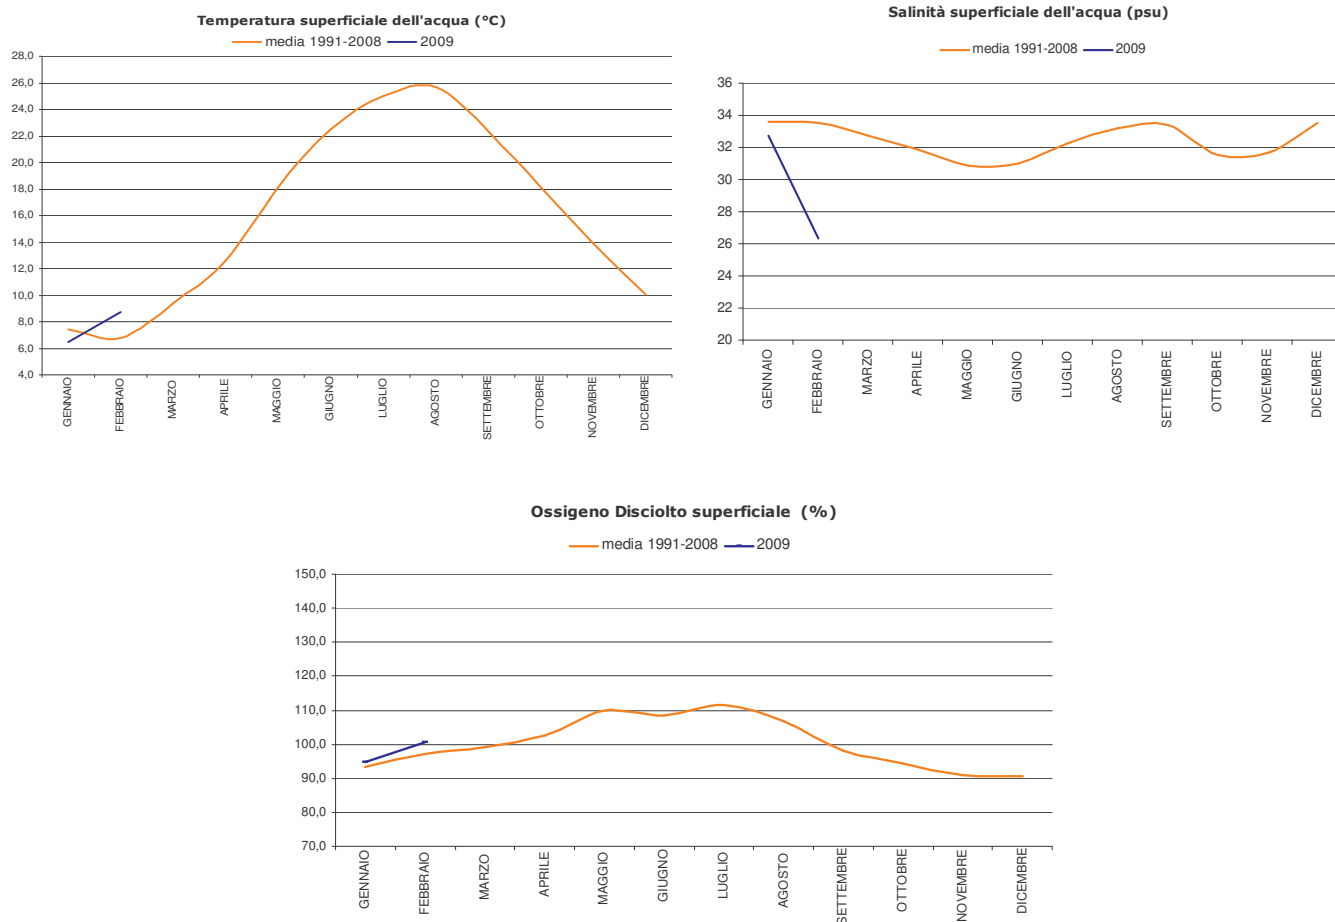 Temperatura superficiale dell'acqua (°C)
media 1991-2008 2009
28,0
26,0
24,0
22,0
20,0
18,0
16,0
14,0
12,0
10,0
8,0
6,0
4,0
GENNAIO
FEBBRAIO
MARZO
APRILE
MAGGIO
GIUGNO
LUGLIO
AGOSTO
SETTEMBRE
OTTOBRE
NOVEMBRE
DICEMBRE
Salinità superficiale dell'acqua (psu)
media 1991-2008 2009
36
34
32
30
28
26
24
22
20
GENNAIO
FEBBRAIO
MARZO
APRILE
MAGGIO
GIUGNO
LUGLIO
AGOSTO
SETTEMBRE
OTTOBRE
NOVEMBRE
DICEMBRE
Ossigeno Disciolto superficiale (%)
media 1991-2008 2009
150,0
140,0
130,0
120,0
110,0
100,0
90,0
80,0
70,0
GENNAIO
FEBBRAIO
MARZO
APRILE
MAGGIO
GIUGNO
LUGLIO
AGOSTO
SETTEMBRE
OTTOBRE
NOVEMBRE
DICEMBRE